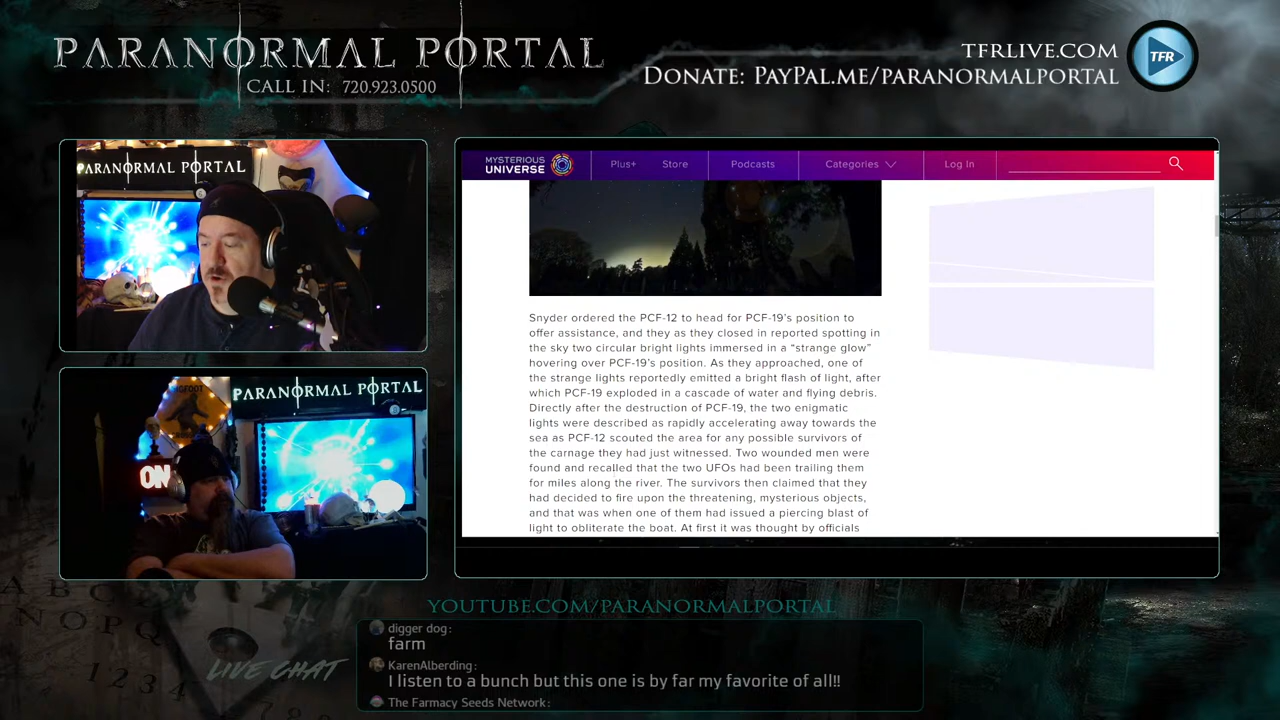 PARANORMAL PORTAL
CALL IN: 720.923.0500
TFRLIVE.COM
DONATE: PAYPAL.ME/PARANORMALPORTAL
TFR
PARANORMAL PORTAL
MYSTERIOUS
UNIVERSE
Plus+
Store
Podcasts
Categories
Log In
Snyder ordered the PCF-12 to head for PCF-19's position to
offer assistance, and they as they closed in reported spotting in
the sky two circular bright lights immersed in a “strange glow”
hovering over PCF-19's position. As they approached, one of
the strange lights reportedly emitted a bright flash of light, after
which PCF-19 exploded in a cascade of water and flying debris.
Directly after the destruction of PCF-19, the two enigmatic
lights were described as rapidly accelerating away towards the
sea as PCF-12 scouted the area for any possible survivors of
the carnage they had just witnessed. Two wounded men were
found and recalled that the two UFOs had been trailing them
for miles along the river. The survivors then claimed that they
had decided to fire upon the threatening, mysterious objects,
and that was when one of them had issued a piercing blast of
light to obliterate the boat. At first it was thought by officials
PARANORMAL PORTAL
ON
YOUTUBE.COM/PARANORMALPORTAL
A B C
N O P Q
1 2 3 4
LIVE CHAT
digger dog:
farm
KarenAlberding:
I listen to a bunch but this one is by far my favorite of all!!
The Farmacy Seeds Network: